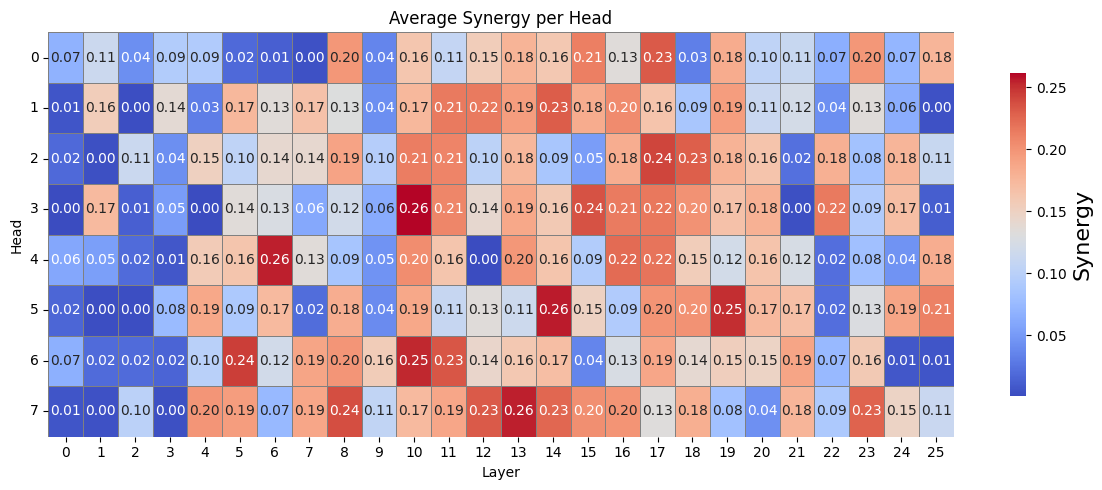 Average Synergy per Head
0 0.07 0.11 0.04 0.09 0.09 0.02 0.01 0.00 0.20 0.04 0.16 0.11 0.15 0.18 0.16 0.21 0.13 0.23 0.03 0.18 0.10 0.11 0.07 0.20 0.07 0.18
1 0.01 0.16 0.00 0.14 0.03 0.17 0.13 0.17 0.13 0.04 0.17 0.21 0.22 0.19 0.23 0.18 0.20 0.16 0.09 0.19 0.11 0.12 0.04 0.13 0.06 0.00
2 0.02 0.00 0.11 0.04 0.15 0.10 0.14 0.14 0.19 0.10 0.21 0.21 0.10 0.18 0.09 0.05 0.18 0.24 0.23 0.18 0.16 0.02 0.18 0.08 0.18 0.11
3 0.00 0.17 0.01 0.05 0.00 0.14 0.13 0.06 0.12 0.06 0.26 0.21 0.14 0.19 0.16 0.24 0.21 0.22 0.20 0.17 0.18 0.00 0.22 0.09 0.17 0.01
4 0.06 0.05 0.02 0.01 0.16 0.16 0.26 0.13 0.09 0.05 0.20 0.16 0.00 0.20 0.16 0.09 0.22 0.22 0.15 0.12 0.16 0.12 0.02 0.08 0.04 0.18
5 0.02 0.00 0.00 0.08 0.19 0.09 0.17 0.02 0.18 0.04 0.19 0.11 0.13 0.11 0.26 0.15 0.09 0.20 0.20 0.25 0.17 0.17 0.02 0.13 0.19 0.21
6 0.07 0.02 0.02 0.02 0.10 0.24 0.12 0.19 0.20 0.16 0.25 0.23 0.14 0.16 0.17 0.04 0.13 0.19 0.14 0.15 0.15 0.19 0.07 0.16 0.01 0.01
7 0.01 0.00 0.10 0.00 0.20 0.19 0.07 0.19 0.24 0.11 0.17 0.19 0.23 0.26 0.23 0.20 0.20 0.13 0.18 0.08 0.04 0.18 0.09 0.23 0.15 0.11
0 1 2 3 4 5 6 7 8 9 10 11 12 13 14 15 16 17 18 19 20 21 22 23 24 25
Layer
Head
0.25
0.20
0.15
0.10
0.05
Synergy